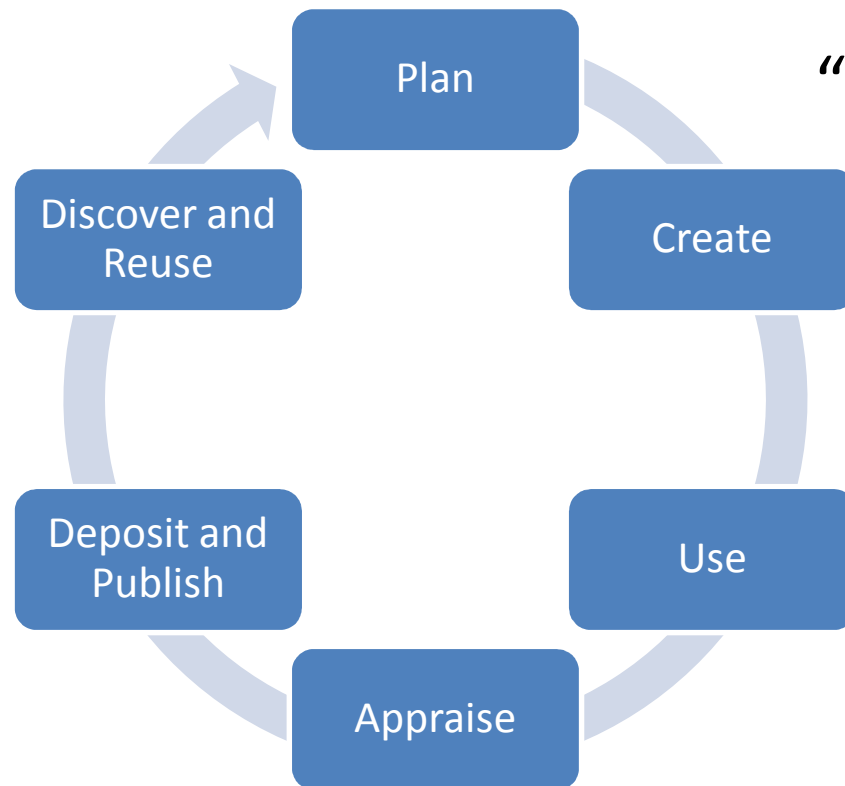 Plan
“
Create
Use
Appraise
Deposit and
Publish
Discover and
Reuse